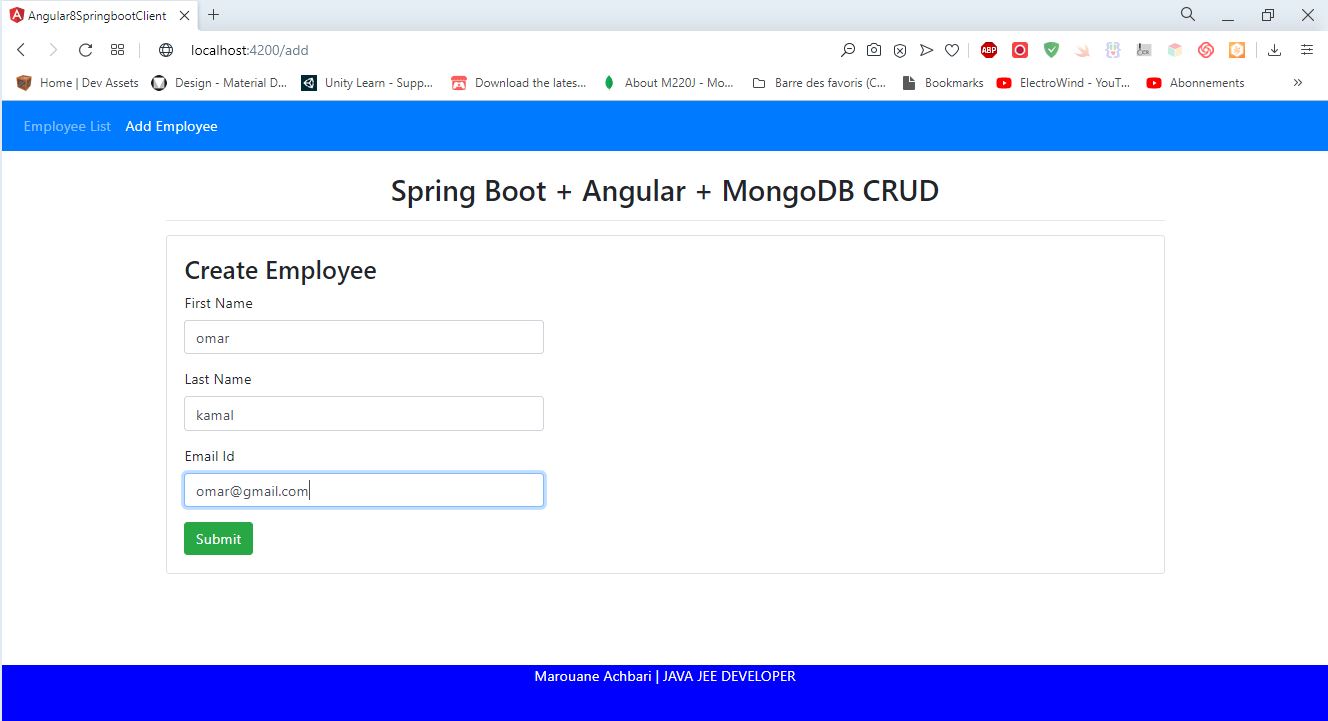 Angular8SpringbootClient
localhost:4200/add
ABP
Home | Dev Assets Design - Material D... Unity Learn - Supp... Download the lates... About M220J - Mo... Barre des favoris (C... Bookmarks ElectroWind - YouT... Abonnements
Employee List Add Employee
Spring Boot + Angular + MongoDB CRUD
Create Employee
First Name
omar
Last Name
kamal
Email Id
omar@gmail.com
Submit
Marouane Achbari | JAVA JEE DEVELOPER